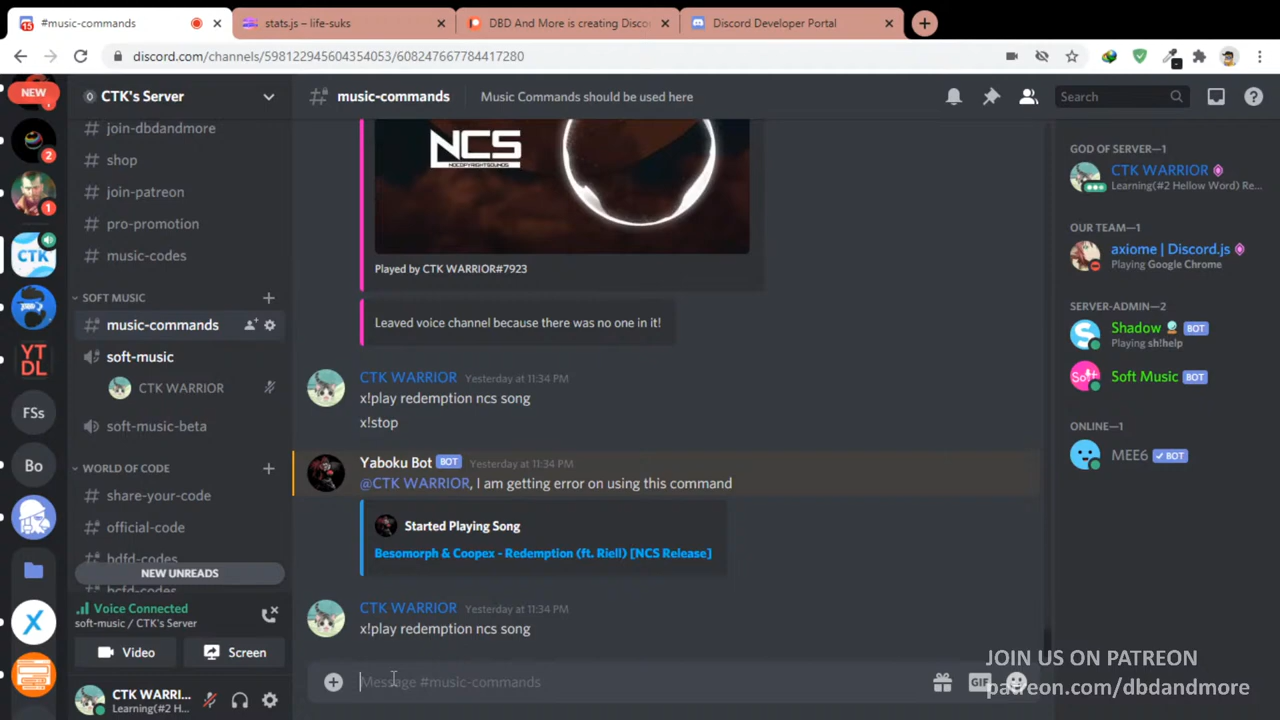 #music-commands
stats.js – life-suks
DBD And More is creating Disco
Discord Developer Portal
discord.com/channels/598122945604354053/608247667784417280
NEW
CTK's Server
music-commands
Music Commands should be used here
Search
join-dbdandmore
shop
join-patreon
pro-promotion
music-codes
SOFT MUSIC
music-commands
soft-music
CTK WARRIOR
soft-music-beta
WORLD OF CODE
share-your-code
official-code
bdfd-codes
NEW UNREADS
Voice Connected
soft-music / CTK's Server
Video
Screen
CTK WARRI...
Learning(#2 H...
15
2
1
CTK
YT
DL
FSs
Bo
NCS
NOCOPYRIGHTSOUNDS
Played by CTK WARRIOR#7923
Leaved voice channel because there was no one in it!
CTK WARRIOR Yesterday at 11:34 PM
x!play redemption ncs song
x!stop
Yaboku Bot BOT Yesterday at 11:34 PM
@CTK WARRIOR, I am getting error on using this command
Started Playing Song
Besomorph & Coopex - Redemption (ft. Riell) [NCS Release]
CTK WARRIOR Yesterday at 11:34 PM
x!play redemption ncs song
Message #music-commands
GIF
GOD OF SERVER—1
CTK WARRIOR
Learning(#2 Hellow Word) Re...
OUR TEAM—1
axiome | Discord.js
Playing Google Chrome
SERVER-ADMIN—2
Shadow BOT
Playing sh!help
Soft Music BOT
ONLINE—1
MEE6 BOT
JOIN US ON PATREON
patreon.com/dbdandmore